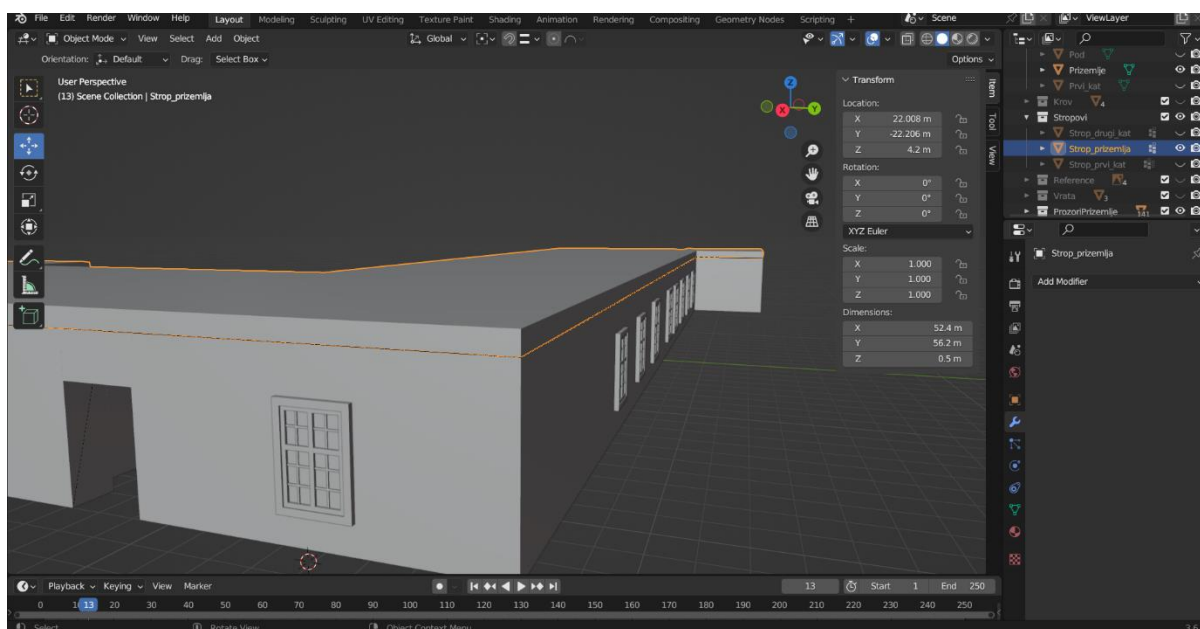 File Edit Render Window Help Layout Modeling Sculpting UV Editing Texture Paint Shading Animation Rendering Compositing Geometry Nodes Scripting + Scene ViewLayer
Object Mode View Select Add Object Global
Orientation: Default Drag: Select Box Options
User Perspective
(13) Scene Collection | Strop_prizemlja
Z
X
Y
Transform
Location:
X 22.008 m
Y -22.206 m
Z 4.2 m
Rotation:
X 0°
Y 0°
Z 0°
XYZ Euler
Scale:
X 1.000
Y 1.000
Z 1.000
Dimensions:
X 52.4 m
Y 56.2 m
Z 0.5 m
Item
Tool
View
Pod
Prizemlje
Prvi_kat
Krov 4
Stropovi
Strop_drugi_kat
Strop_prizemlja
Strop_prvi_kat
Reference 4
Vrata 3
ProzoriPrizemlje 141
Strop_prizemlja
Add Modifier
Playback Keying View Marker 13 Start 1 End 250
0 10 13 20 30 40 50 60 70 80 90 100 110 120 130 140 150 160 170 180 190 200 210 220 230 240 250
Select Rotate View Object Context Menu 3.6